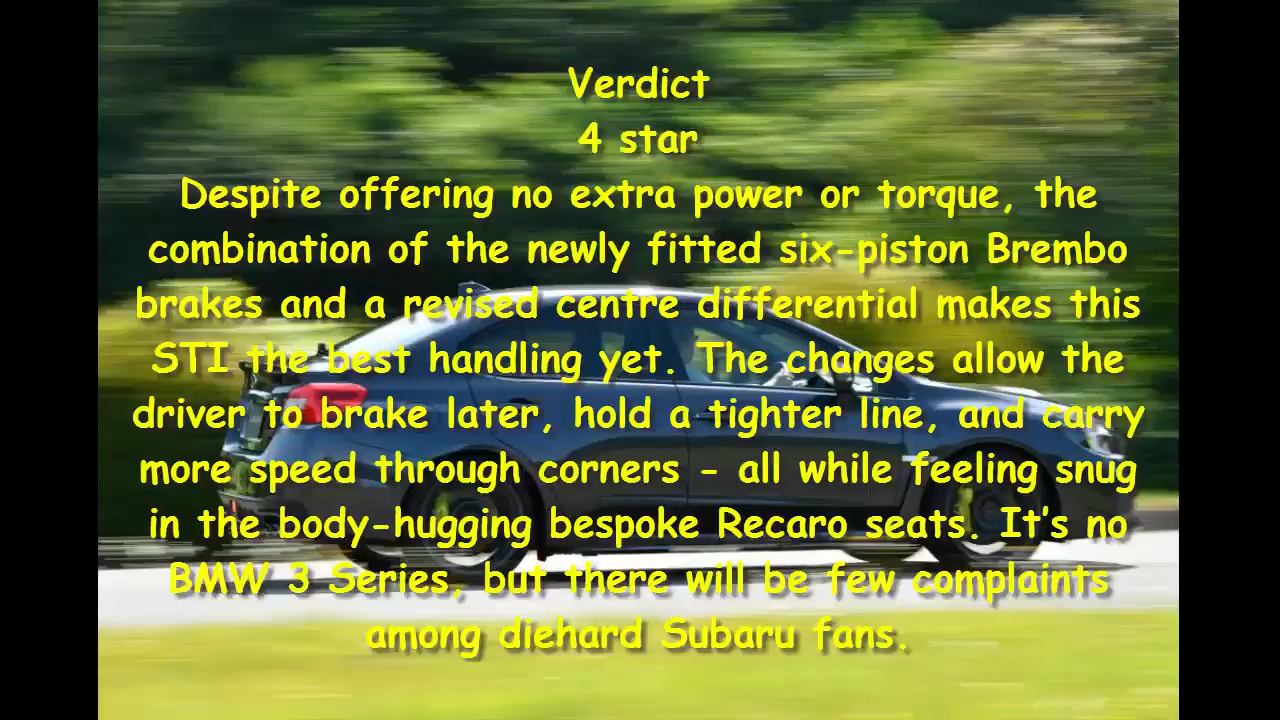 Verdict
4 star
Despite offering no extra power or torque, the
combination of the newly fitted six-piston Brembo
brakes and a revised centre differential makes this
STI the best handling yet. The changes allow the
driver to brake later, hold a tighter line, and carry
more speed through corners - all while feeling snug
in the body-hugging bespoke Recaro seats. It’s no
BMW 3 Series, but there will be few complaints
among diehard Subaru fans.